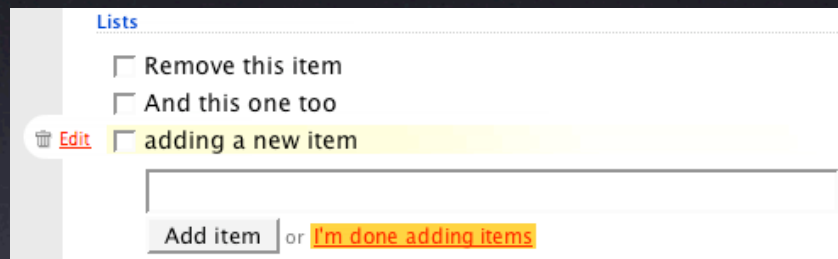 Lists
Remove this item
And this one too
Edit adding a new item
Add item or I'm done adding items